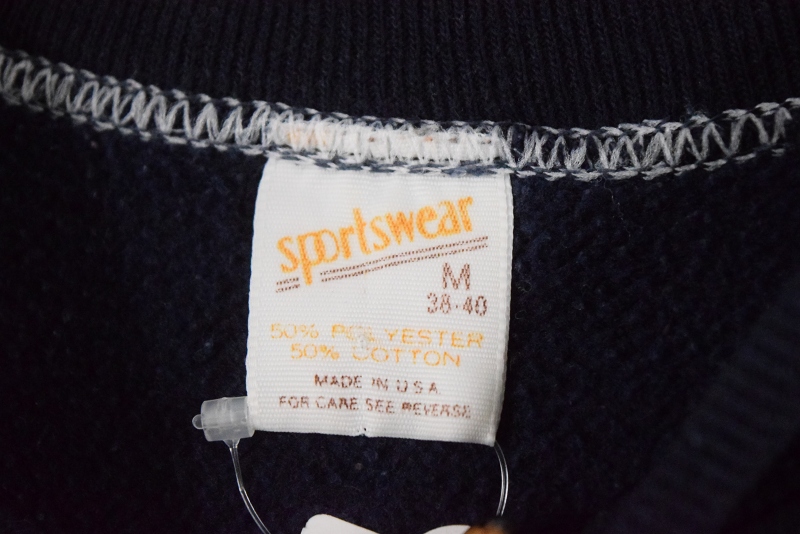 sportswear
M
38-40
50% POLYESTER
50% COTTON
MADE IN U.S.A.
FOR CARE SEE REVERSE